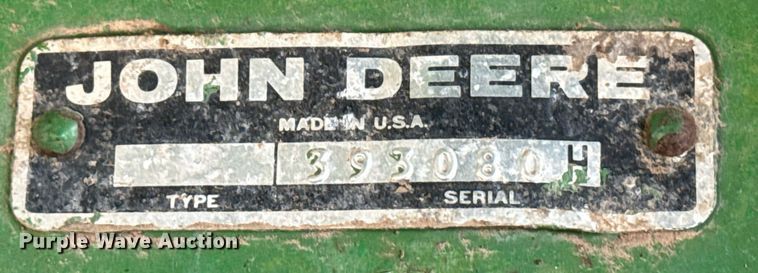 JOHN DEERE
MADE IN U.S.A.
393080H
TYPE SERIAL
Purple Wave Auction